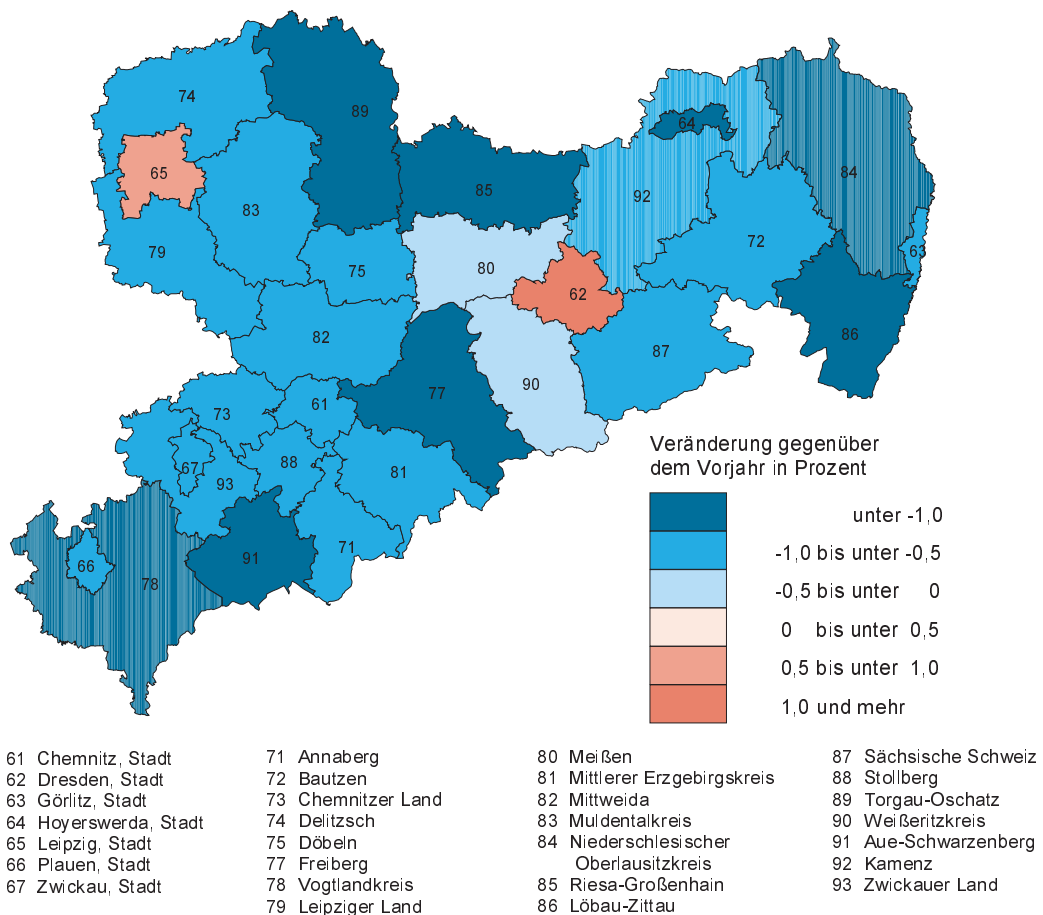 74
89
64
65
85
84
92
83
72
79
75
80
63
62
82
87
86
90
77
61
73
67
88
81
93
71
91
66
78
Veränderung gegenüber
dem Vorjahr in Prozent
unter -1,0
-1,0 bis unter -0,5
-0,5 bis unter 0
0 bis unter 0,5
0,5 bis unter 1,0
1,0 und mehr
61 Chemnitz, Stadt
62 Dresden, Stadt
63 Görlitz, Stadt
64 Hoyerswerda, Stadt
65 Leipzig, Stadt
66 Plauen, Stadt
67 Zwickau, Stadt
71 Annaberg
72 Bautzen
73 Chemnitzer Land
74 Delitzsch
75 Döbeln
77 Freiberg
78 Vogtlandkreis
79 Leipziger Land
80 Meißen
81 Mittlerer Erzgebirgskreis
82 Mittweida
83 Muldentalkreis
84 Niederschlesischer
Oberlausitzkreis
85 Riesa-Großenhain
86 Löbau-Zittau
87 Sächsische Schweiz
88 Stollberg
89 Torgau-Oschatz
90 Weißeritzkreis
91 Aue-Schwarzenberg
92 Kamenz
93 Zwickauer Land